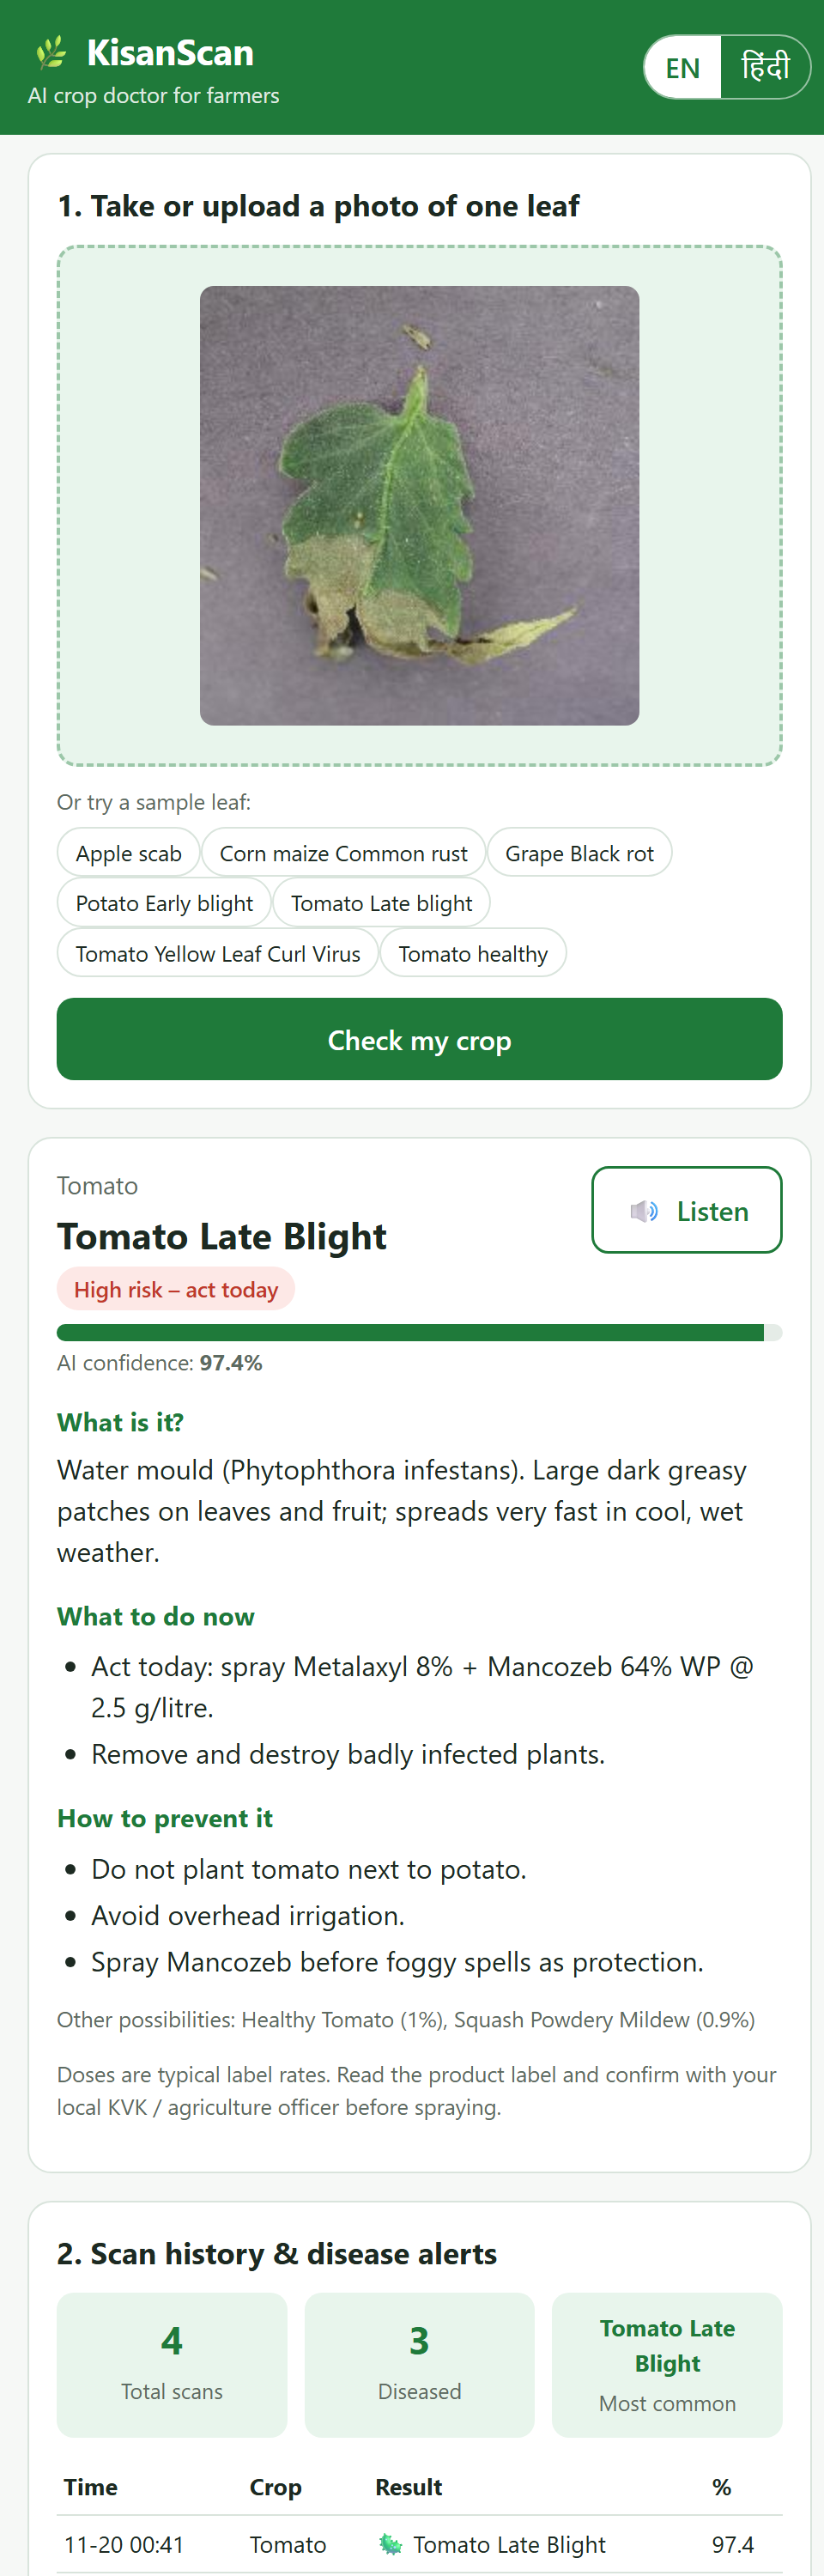 KisanScan
AI crop doctor for farmers
EN
हिंदी
1. Take or upload a photo of one leaf
Or try a sample leaf:
Apple scab
Corn maize Common rust
Grape Black rot
Potato Early blight
Tomato Late blight
Tomato Yellow Leaf Curl Virus
Tomato healthy
Check my crop
Tomato
Tomato Late Blight
Listen
High risk – act today
AI confidence: 97.4%
What is it?
Water mould (Phytophthora infestans). Large dark greasy
patches on leaves and fruit; spreads very fast in cool, wet
weather.
What to do now
• Act today: spray Metalaxyl 8% + Mancozeb 64% WP @
2.5 g/litre.
• Remove and destroy badly infected plants.
How to prevent it
• Do not plant tomato next to potato.
• Avoid overhead irrigation.
• Spray Mancozeb before foggy spells as protection.
Other possibilities: Healthy Tomato (1%), Squash Powdery Mildew (0.9%)
Doses are typical label rates. Read the product label and confirm with your
local KVK / agriculture officer before spraying.
2. Scan history & disease alerts
4
Total scans
3
Diseased
Tomato Late
Blight
Most common
Time Crop Result %
11-20 00:41 Tomato Tomato Late Blight 97.4